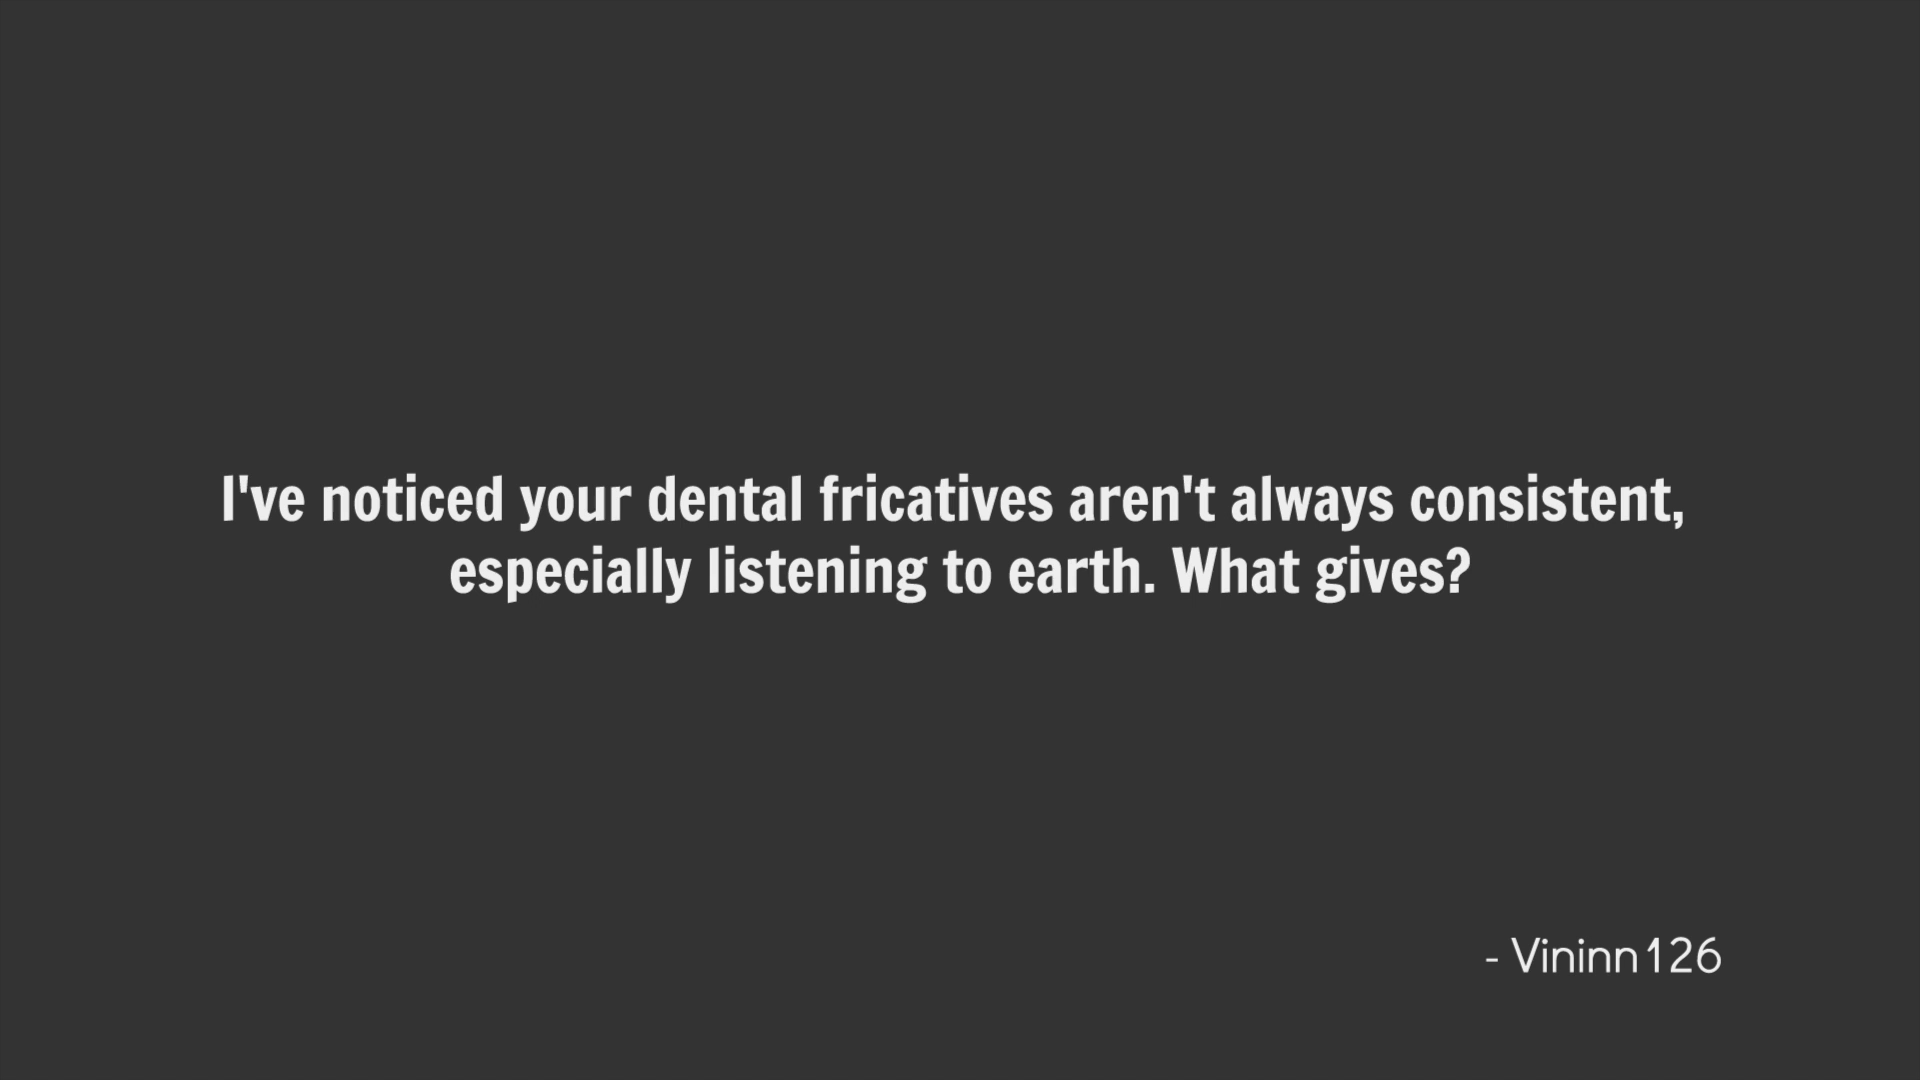 I've noticed your dental fricatives aren't always consistent,
especially listening to earth. What gives?
- Vininn126